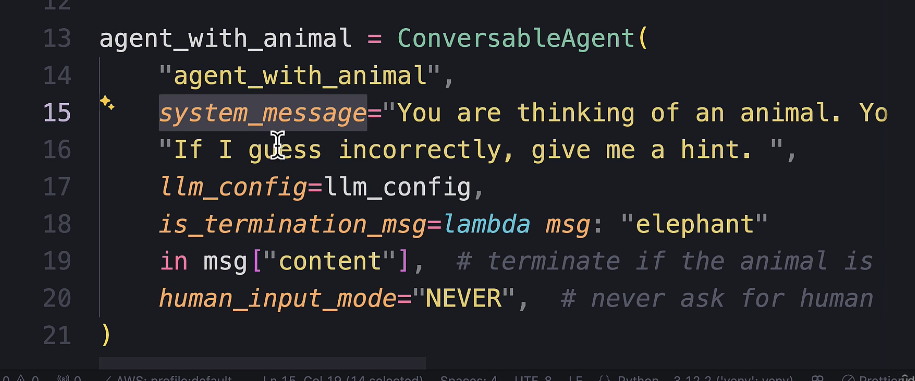 12
13 agent_with_animal = ConversableAgent(
14 "agent_with_animal",
15 system_message="You are thinking of an animal. Yo
16 "If I guess incorrectly, give me a hint. ",
17 llm_config=llm_config,
18 is_termination_msg=lambda msg: "elephant"
19 in msg["content"],  # terminate if the animal is
20 human_input_mode="NEVER",  # never ask for human
21 )
0 0 0 AWS: profile:default Ln 15, Col 19 (14 selected) Spaces: 4 UTF-8 LF Python 3.12.2 ('venv': venv) Prettier